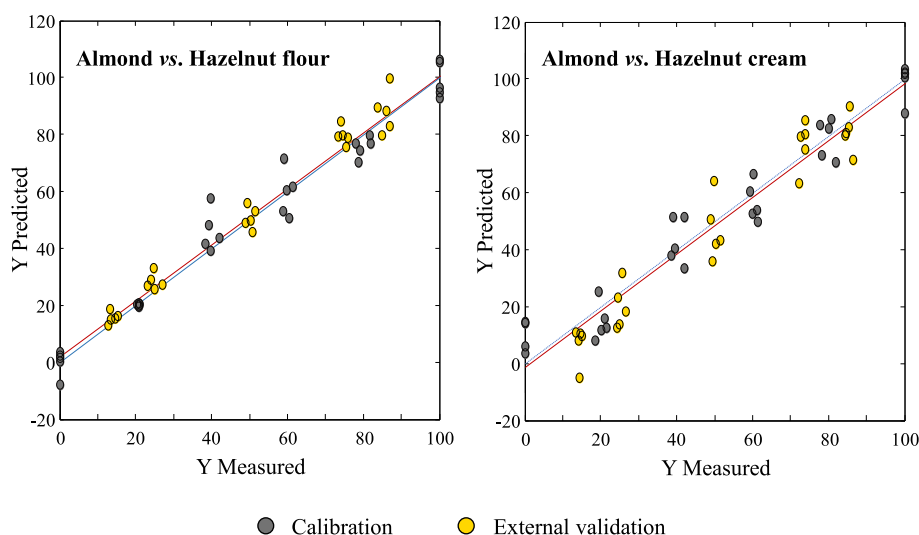 Almond vs. Hazelnut flour
120
100
80
60
40
20
0
-20
Y Predicted
0 20 40 60 80 100
Y Measured
Almond vs. Hazelnut cream
120
100
80
60
40
20
0
-20
Y Predicted
0 20 40 60 80 100
Y Measured
Calibration
External validation